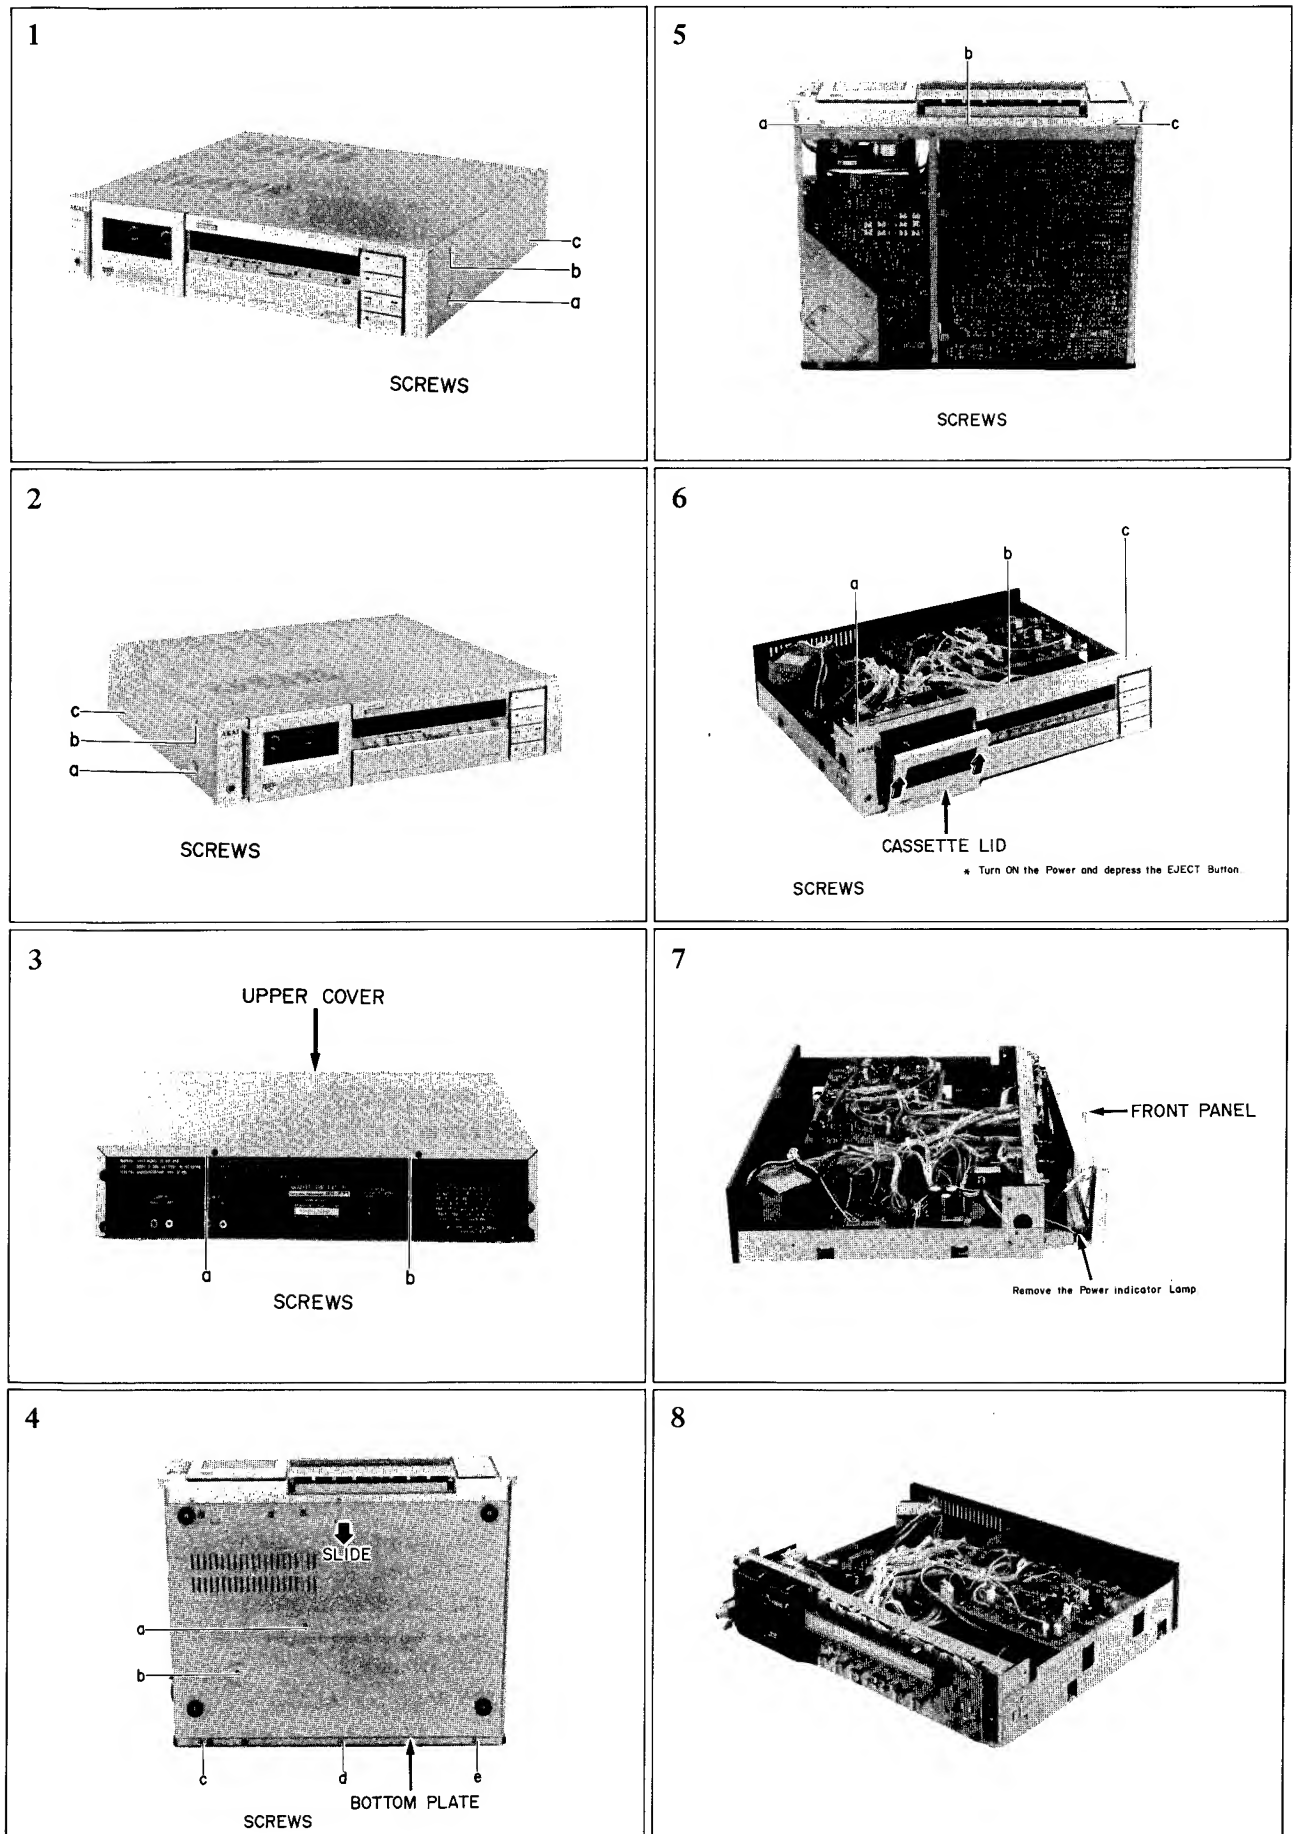 1
c
b
a
SCREWS
2
c
b
a
SCREWS
3
UPPER COVER
a
b
SCREWS
4
SLIDE
a
b
c
d
e
BOTTOM PLATE
SCREWS
5
b
a
c
SCREWS
6
c
b
a
CASSETTE LID
* Turn ON the Power and depress the EJECT Button.
SCREWS
7
FRONT PANEL
Remove the Power indicator Lamp
8